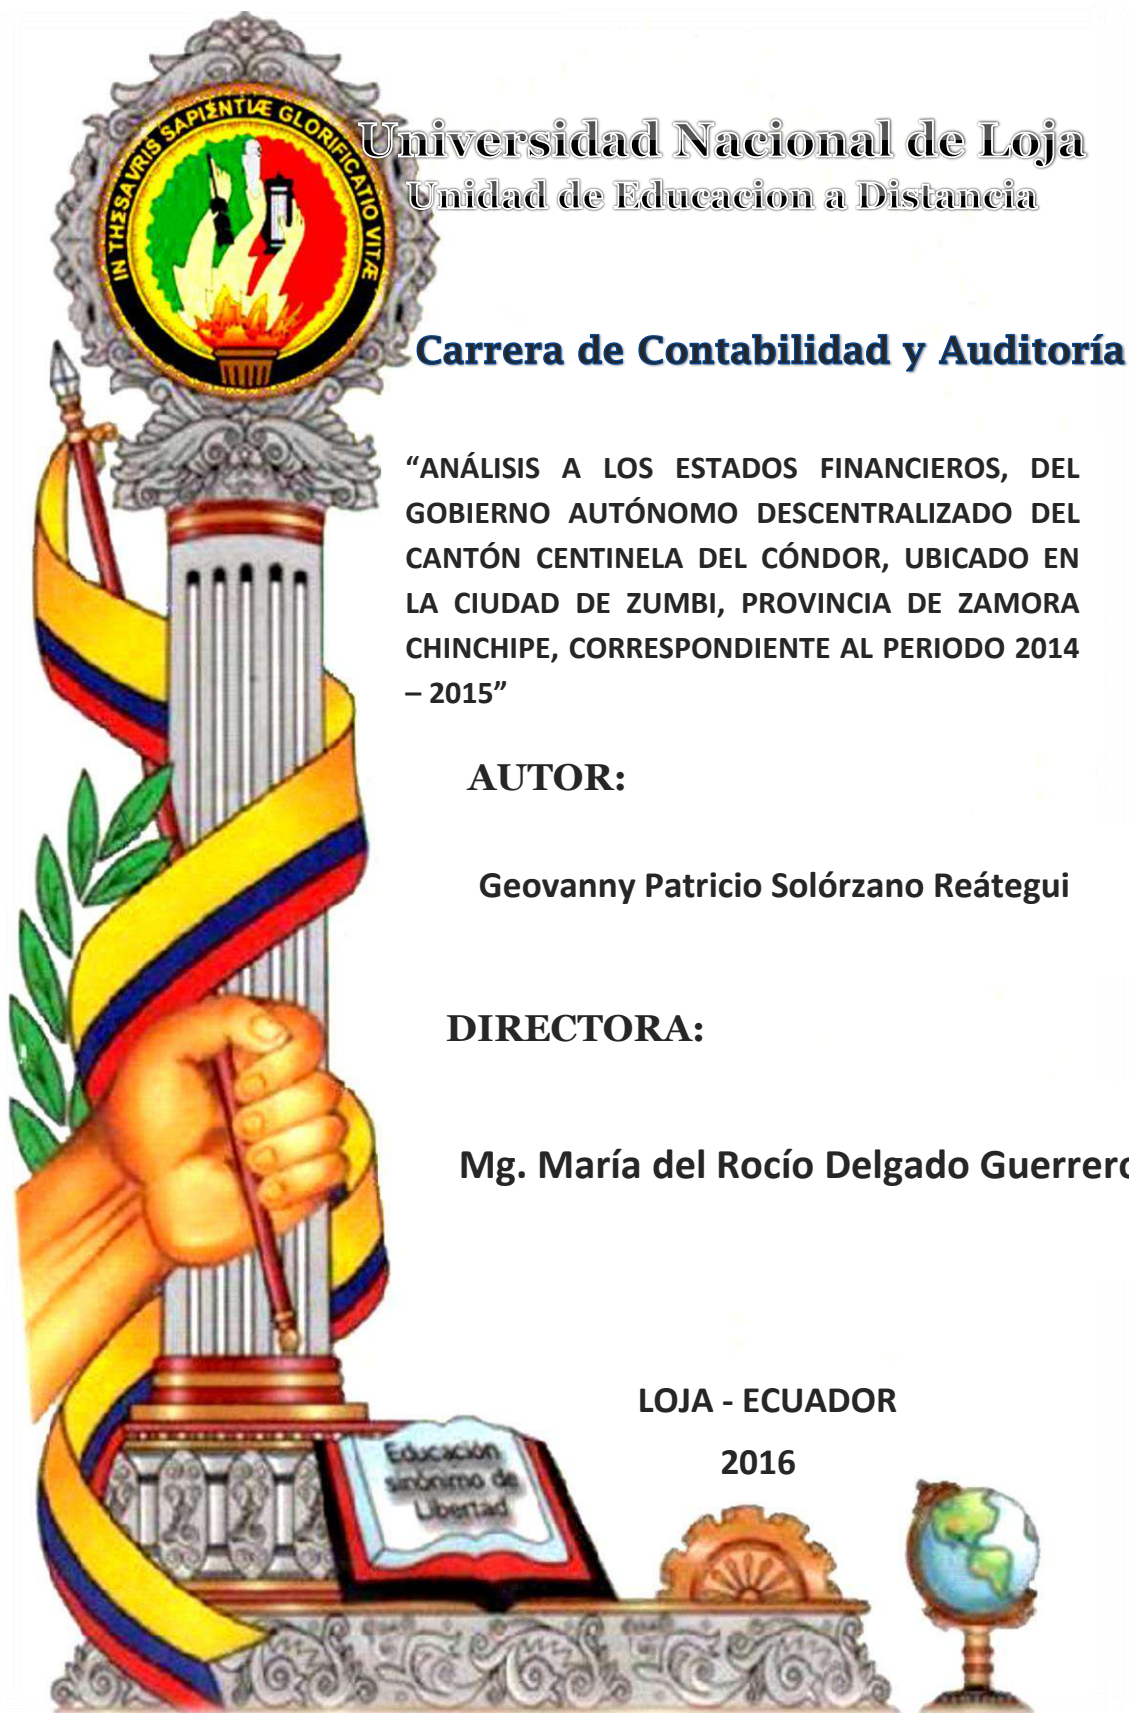 IN THƩSAVRIS SAPIƩNTIÆ GLORIFICATIO VITÆ
Universidad Nacional de Loja
Unidad de Educacion a Distancia
Carrera de Contabilidad y Auditoría
“ANÁLISIS A LOS ESTADOS FINANCIEROS, DEL
GOBIERNO AUTÓNOMO DESCENTRALIZADO DEL
CANTÓN CENTINELA DEL CÓNDOR, UBICADO EN
LA CIUDAD DE ZUMBI, PROVINCIA DE ZAMORA
CHINCHIPE, CORRESPONDIENTE AL PERIODO 2014
– 2015”
AUTOR:
Geovanny Patricio Solórzano Reátegui
DIRECTORA:
Mg. María del Rocío Delgado Guerrero
LOJA - ECUADOR
2016
Educación
sinónimo de
Libertad